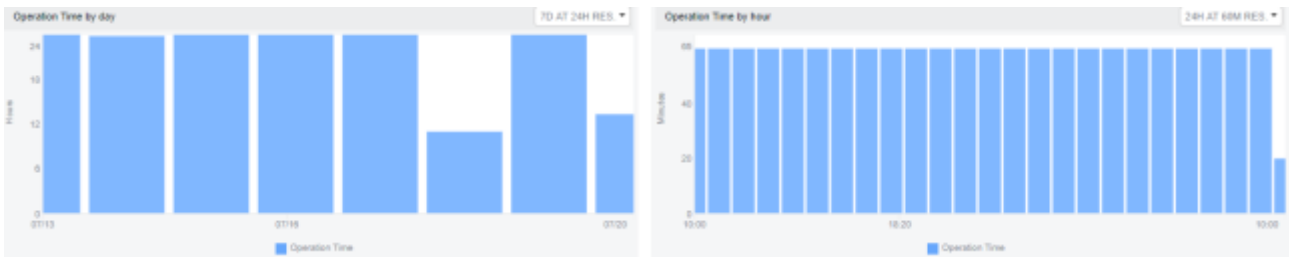 Operation Time by day
7D AT 24H RES.
24
18
12
6
0
Hours
07/13
07/16
07/20
Operation Time
Operation Time by hour
24H AT 60M RES.
60
40
20
0
Minutes
10:00
18:20
10:00
Operation Time